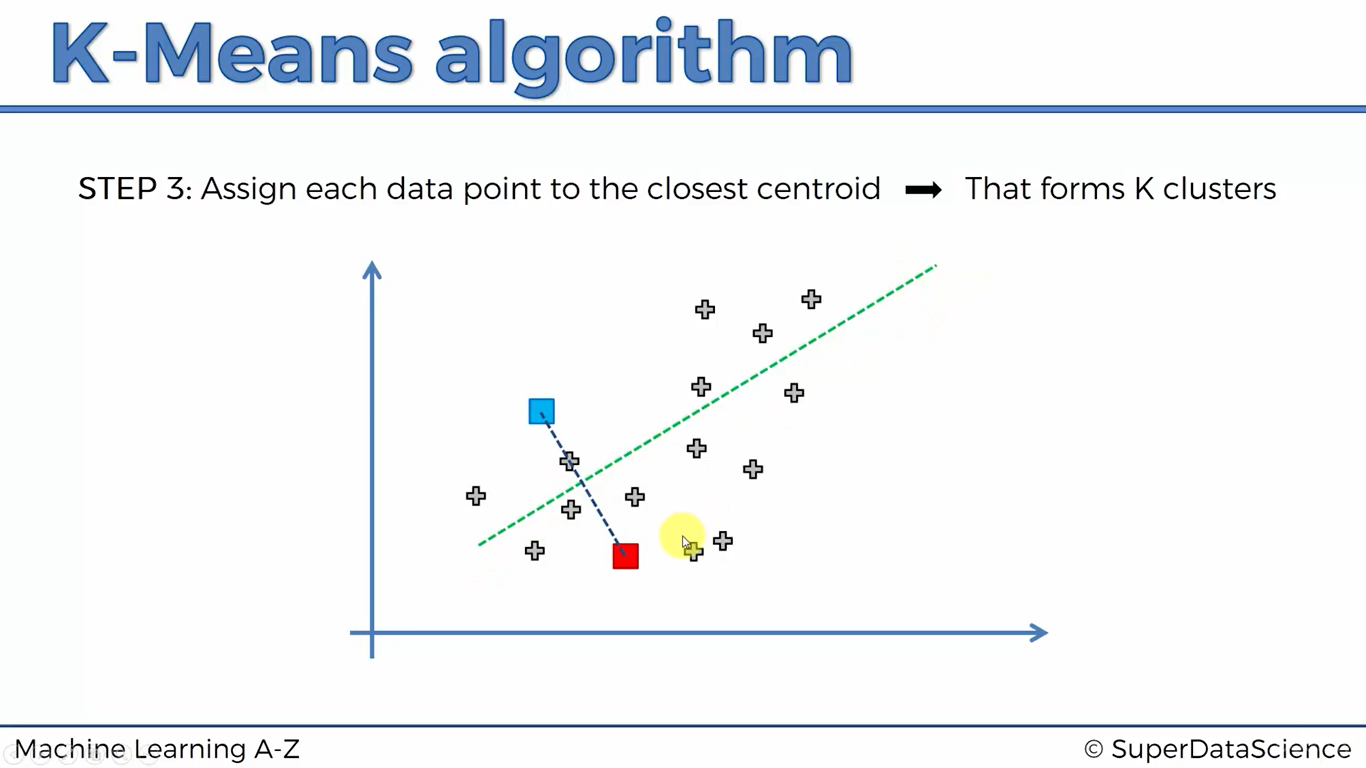 K-Means algorithm
STEP 3: Assign each data point to the closest centroid ➡ That forms K clusters
Machine Learning A-Z
© SuperDataScience